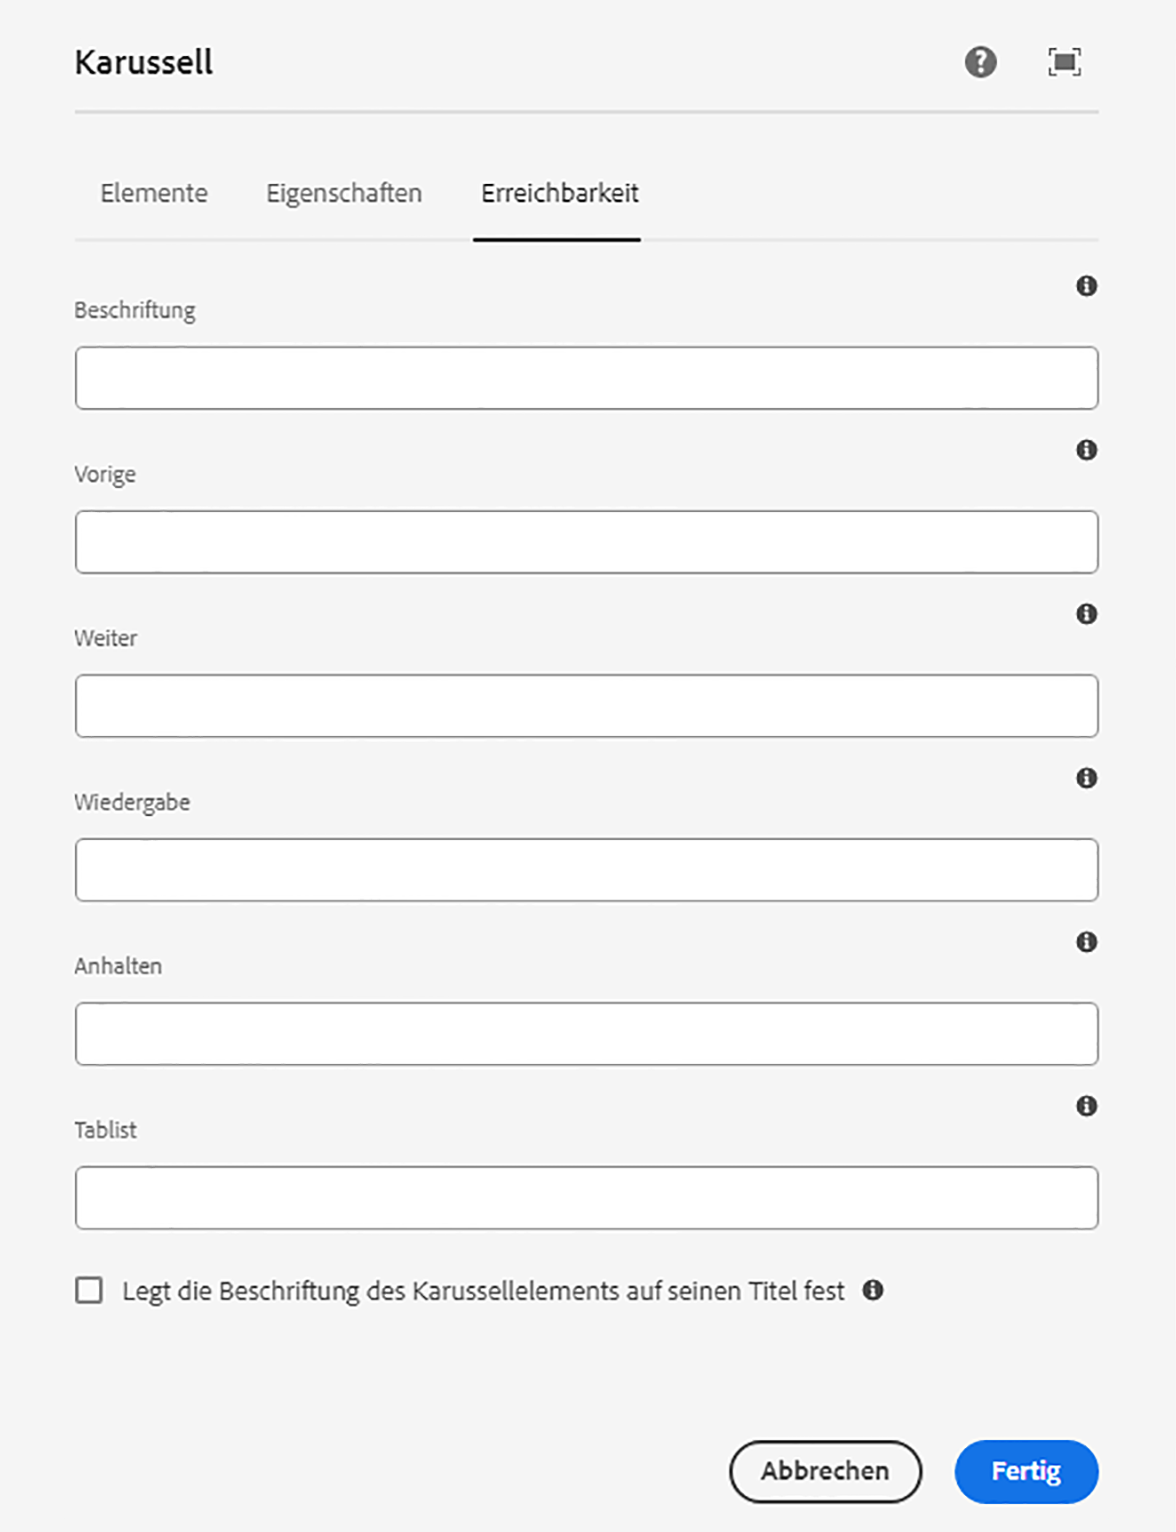 Karussell
Elemente Eigenschaften Erreichbarkeit
Beschriftung
Vorige
Weiter
Wiedergabe
Anhalten
Tablist
Legt die Beschriftung des Karussellelements auf seinen Titel fest
Abbrechen Fertig